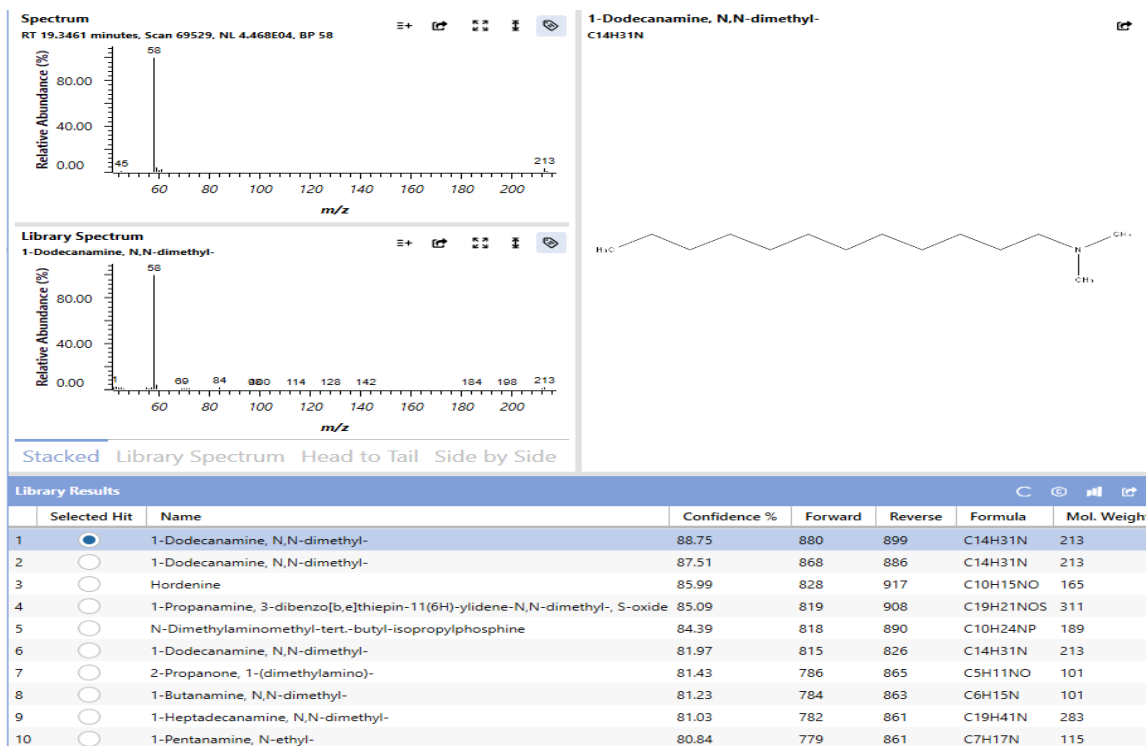 Spectrum
RT 19.3461 minutes, Scan 69529, NL 4.468E04, BP 58
Relative Abundance (%)
80.00
40.00
0.00
58
45
213
60 80 100 120 140 160 180 200
m/z
Library Spectrum
1-Dodecanamine, N,N-dimethyl-
Relative Abundance (%)
80.00
40.00
0.00
58
69 84 114 128 142 184 198 213
60 80 100 120 140 160 180 200
m/z
Stacked Library Spectrum Head to Tail Side by Side
1-Dodecanamine, N,N-dimethyl-
C14H31N
H₃C
N
CH₃
CH₃
Library Results
Selected Hit Name Confidence % Forward Reverse Formula Mol. Weight
1 1-Dodecanamine, N,N-dimethyl- 88.75 880 899 C14H31N 213
2 1-Dodecanamine, N,N-dimethyl- 87.51 868 886 C14H31N 213
3 Hordenine 85.99 828 917 C10H15NO 165
4 1-Propanamine, 3-dibenzo[b,e]thiepin-11(6H)-ylidene-N,N-dimethyl-, S-oxide 85.09 819 908 C19H21NOS 311
5 N-Dimethylaminomethyl-tert.-butyl-isopropylphosphine 84.39 818 890 C10H24NP 189
6 1-Dodecanamine, N,N-dimethyl- 81.97 815 826 C14H31N 213
7 2-Propanone, 1-(dimethylamino)- 81.43 786 865 C5H11NO 101
8 1-Butanamine, N,N-dimethyl- 81.23 784 863 C6H15N 101
9 1-Heptadecanamine, N,N-dimethyl- 81.03 782 861 C19H41N 283
10 1-Pentanamine, N-ethyl- 80.84 779 861 C7H17N 115